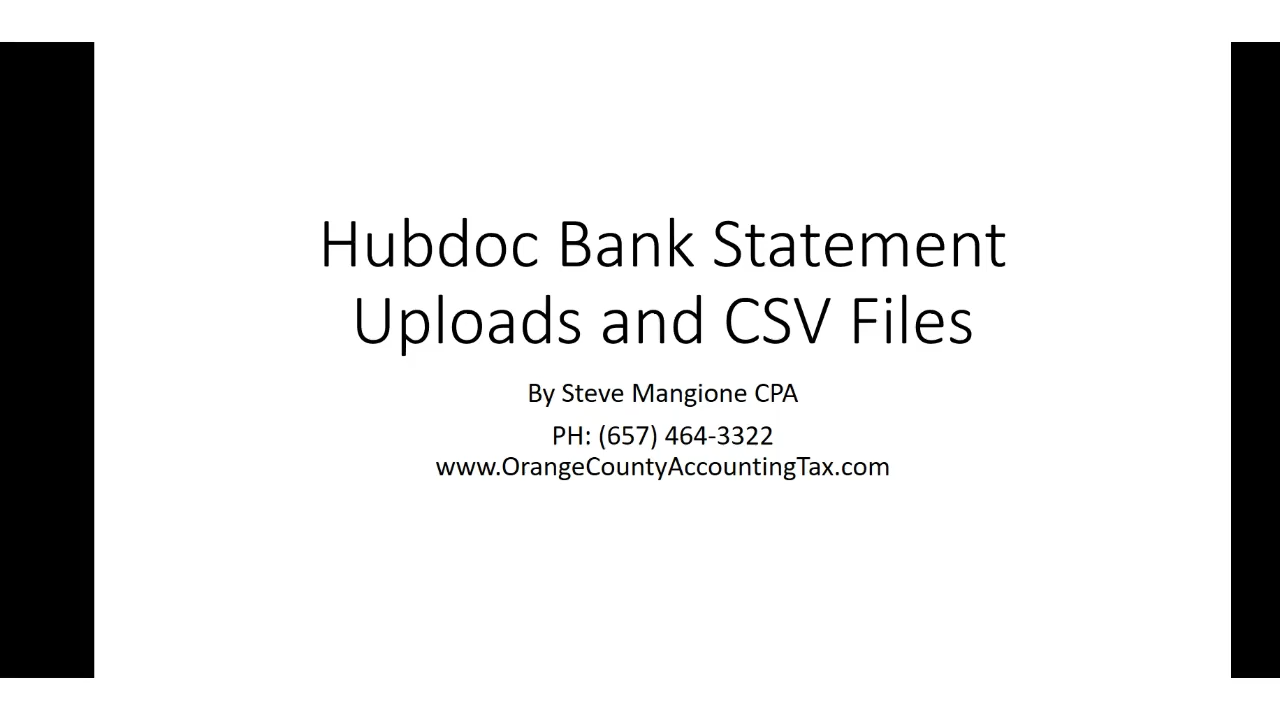 Hubdoc Bank Statement
Uploads and CSV Files
By Steve Mangione CPA
PH: (657) 464-3322
www.OrangeCountyAccountingTax.com